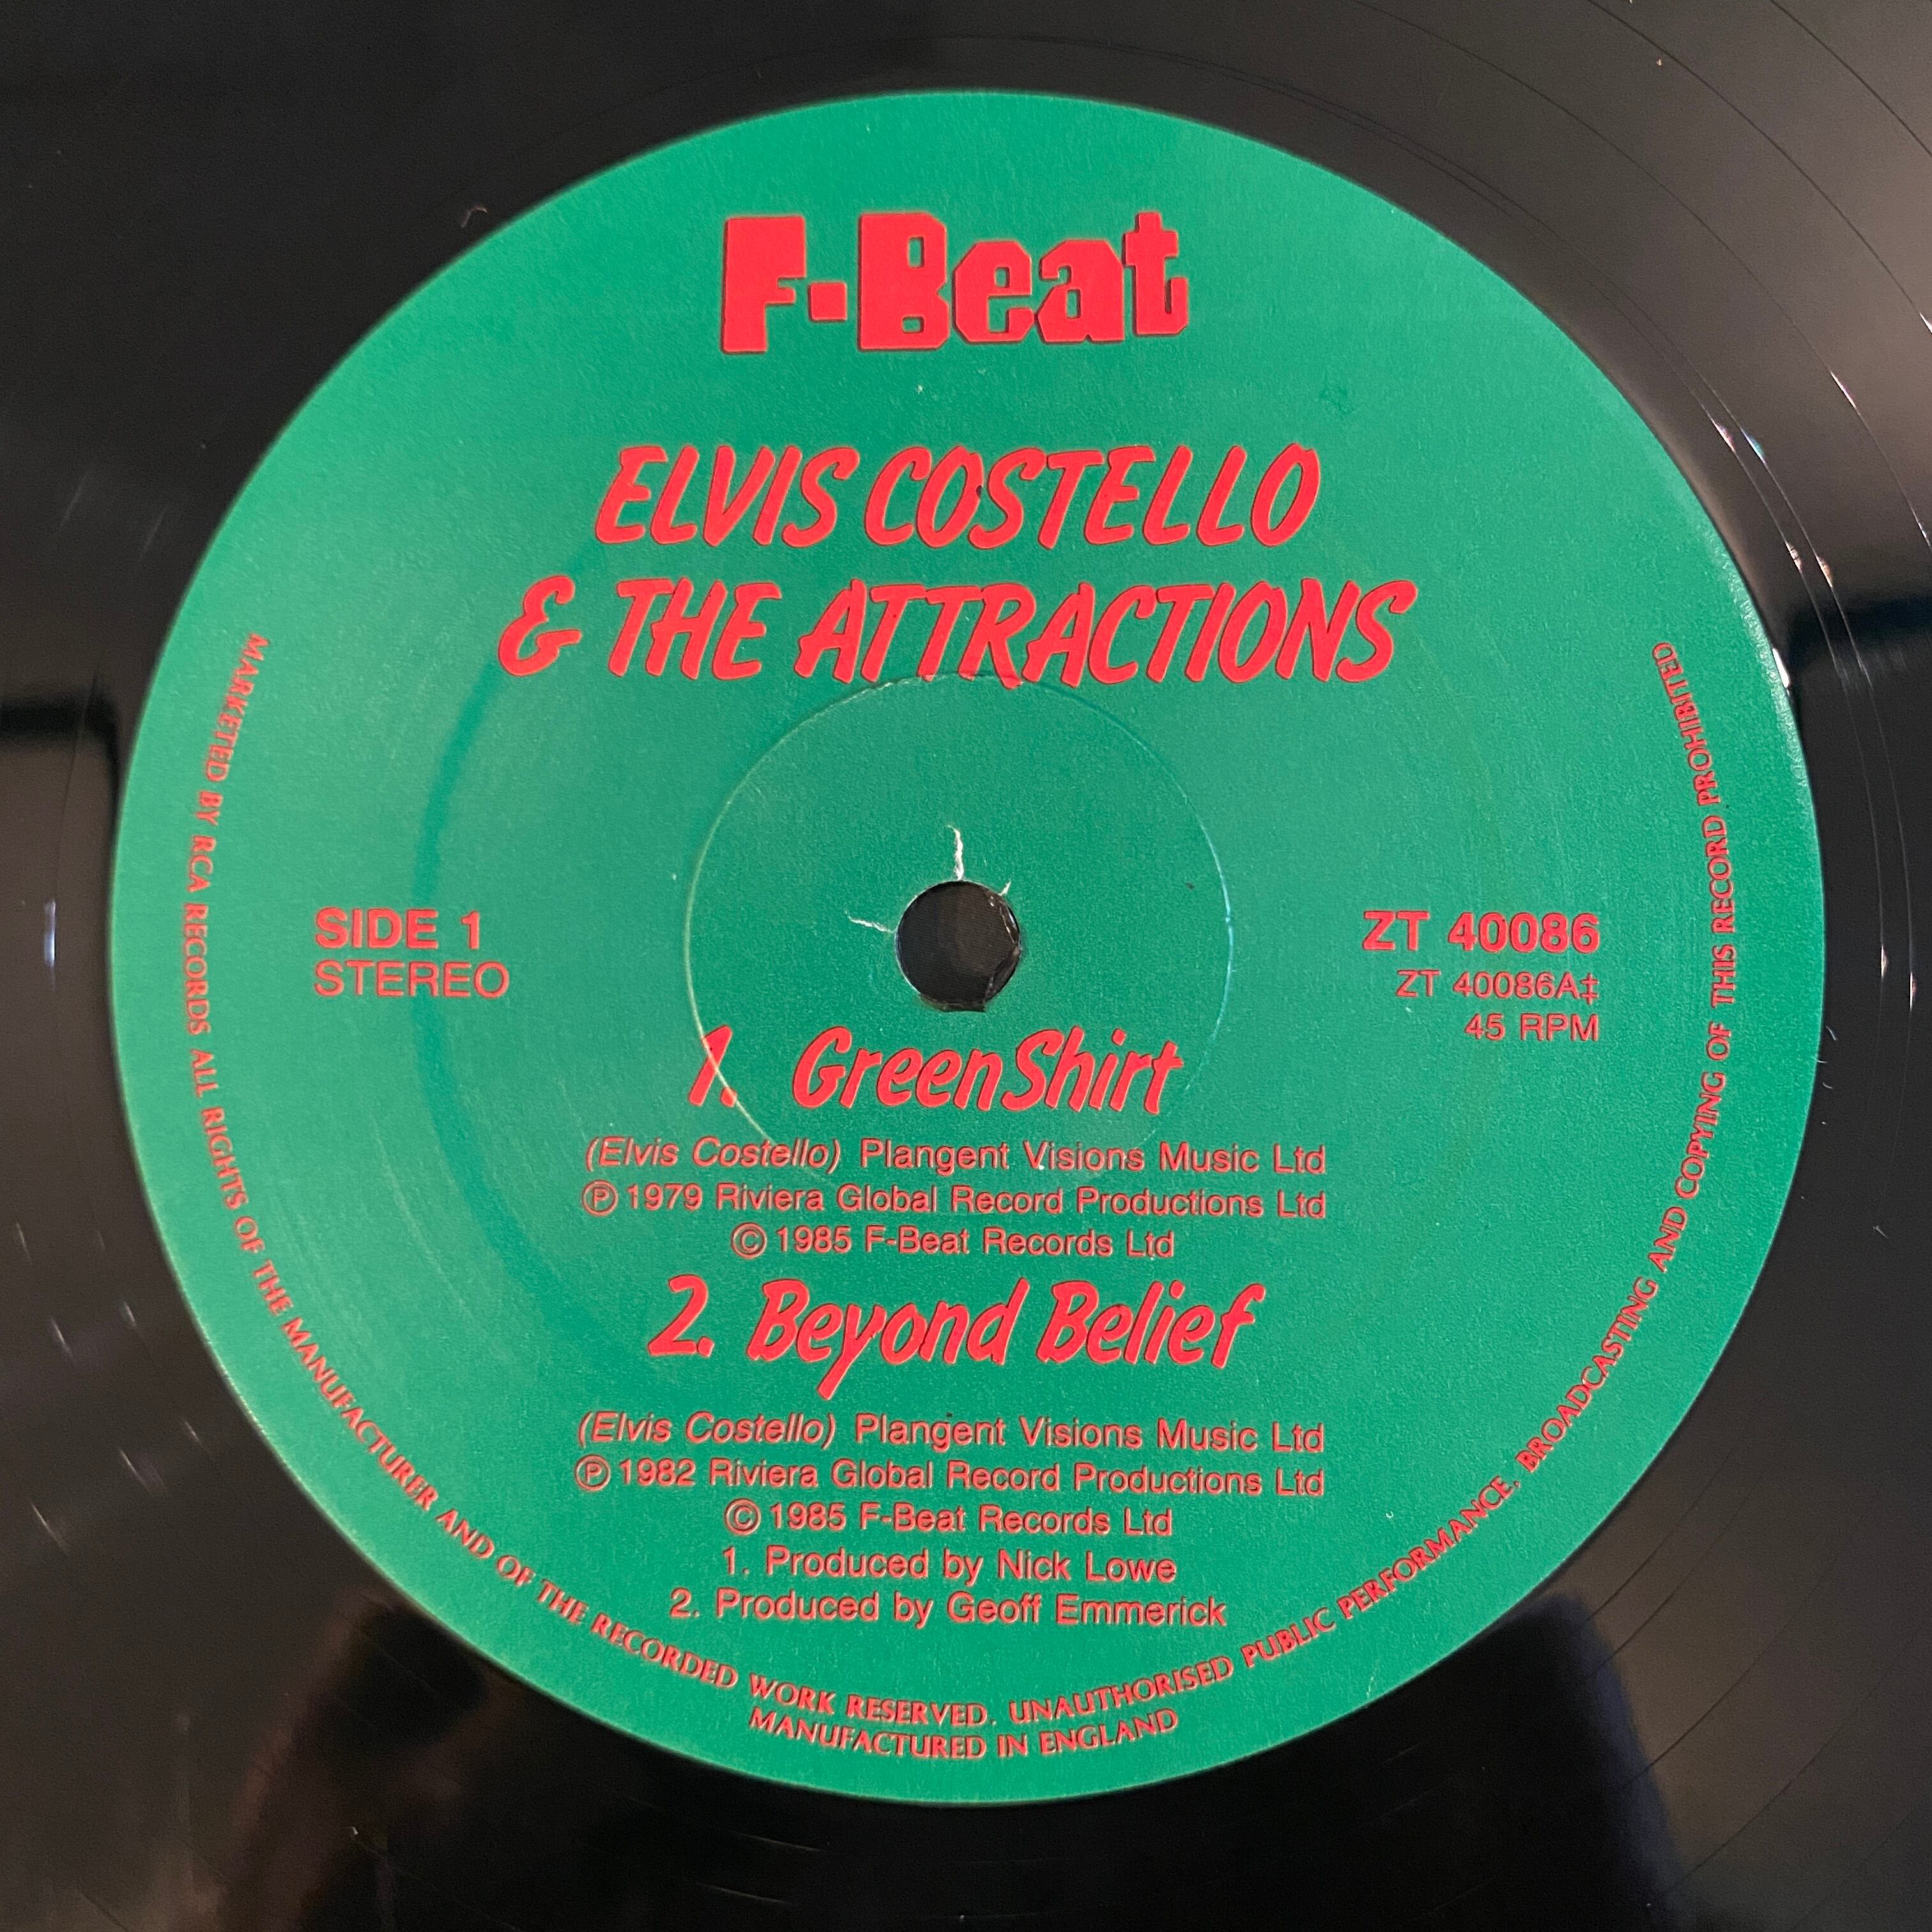 F-Beat
ELVIS COSTELLO
& THE ATTRACTIONS
SIDE 1
STEREO
ZT 40086
ZT 40086A‡
45 RPM
1. Green Shirt
(Elvis Costello) Plangent Visions Music Ltd
Ⓟ 1979 Riviera Global Record Productions Ltd
© 1985 F-Beat Records Ltd
2. Beyond Belief
(Elvis Costello) Plangent Visions Music Ltd
Ⓟ 1982 Riviera Global Record Productions Ltd
© 1985 F-Beat Records Ltd
1. Produced by Nick Lowe
2. Produced by Geoff Emmerick
MARKETED BY RCA RECORDS ALL RIGHTS OF THE MANUFACTURER AND OF THE RECORDED WORK RESERVED. UNAUTHORISED PUBLIC PERFORMANCE, BROADCASTING AND COPYING OF THIS RECORD PROHIBITED
MANUFACTURED IN ENGLAND